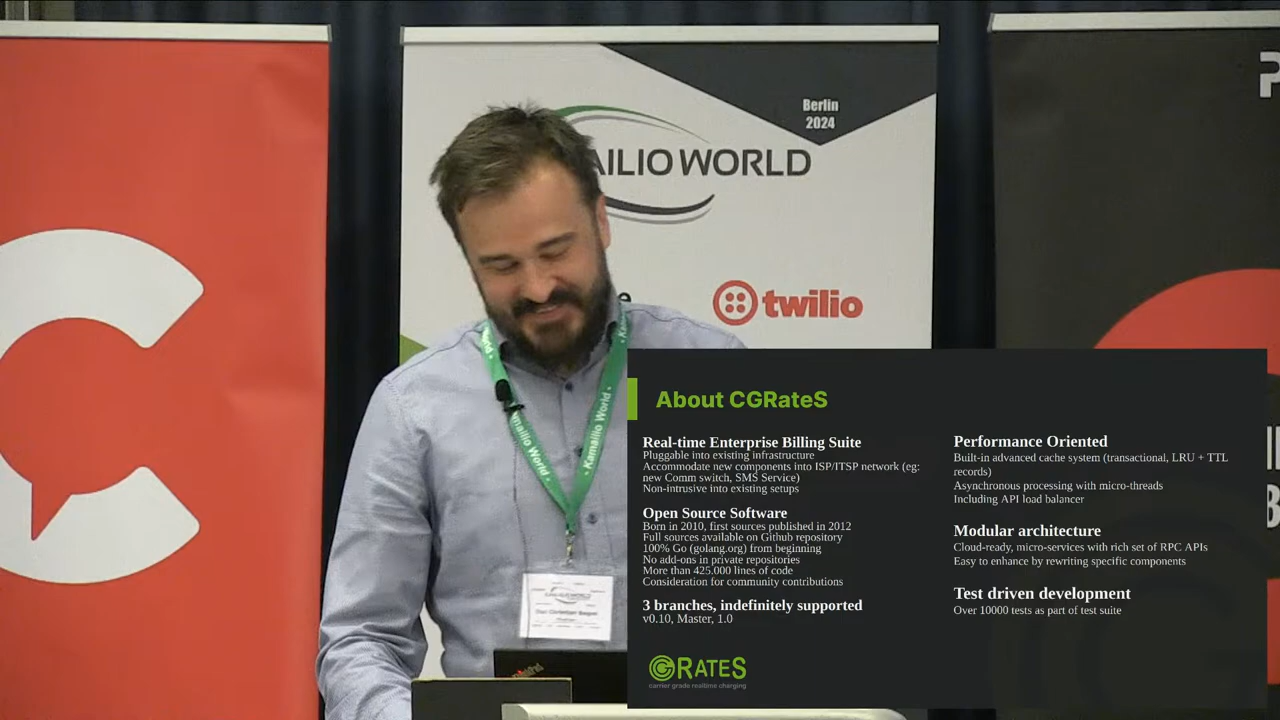 Berlin
2024
AILIO WORLD
twilio
Kamailio World
Kamailio World
About CGRateS
Real-time Enterprise Billing Suite
Pluggable into existing infrastructure
Accommodate new components into ISP/ITSP network (eg:
new Comm switch, SMS Service)
Non-intrusive into existing setups
Open Source Software
Born in 2010, first sources published in 2012
Full sources available on Github repository
100% Go (golang.org) from beginning
No add-ons in private repositories
More than 425.000 lines of code
Consideration for community contributions
3 branches, indefinitely supported
v0.10, Master, 1.0
Performance Oriented
Built-in advanced cache system (transactional, LRU + TTL
records)
Asynchronous processing with micro-threads
Including API load balancer
Modular architecture
Cloud-ready, micro-services with rich set of RPC APIs
Easy to enhance by rewriting specific components
Test driven development
Over 10000 tests as part of test suite
CGRATES
carrier grade realtime charging